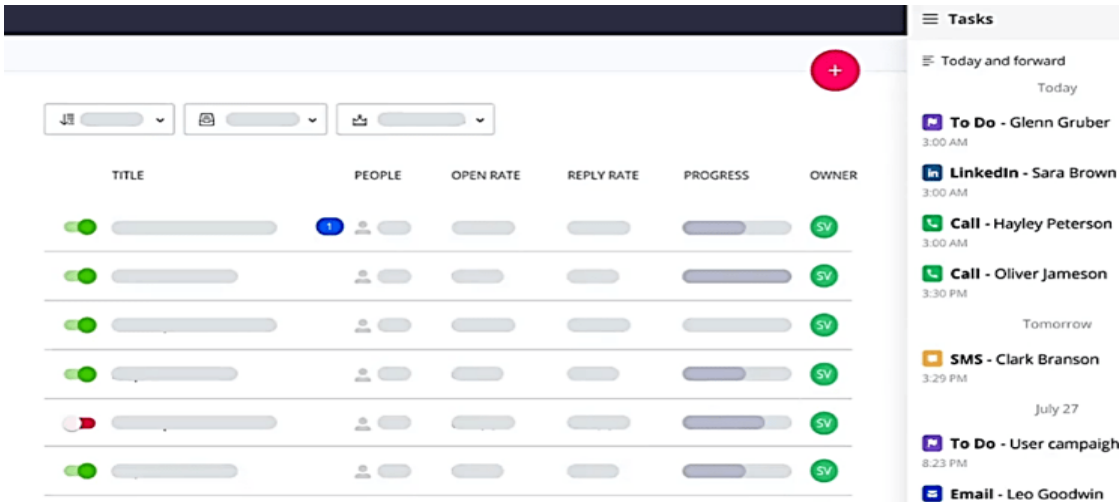 Tasks
Today and forward
Today
To Do - Glenn Gruber
3:00 AM
LinkedIn - Sara Brown
3:00 AM
Call - Hayley Peterson
3:00 AM
Call - Oliver Jameson
3:30 PM
Tomorrow
SMS - Clark Branson
3:29 PM
July 27
To Do - User campaigh
8:23 PM
Email - Leo Goodwin
+
TITLE PEOPLE OPEN RATE REPLY RATE PROGRESS OWNER
1 SV
SV
SV
SV
SV
SV